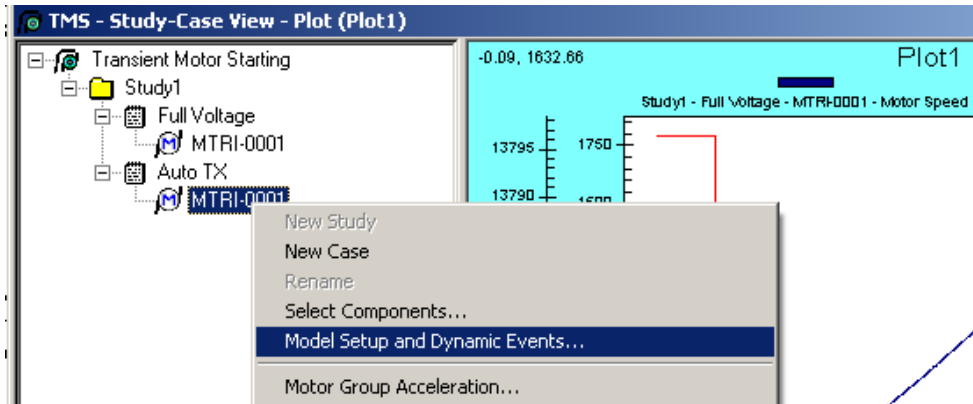 TMS - Study-Case View - Plot (Plot1)
Transient Motor Starting
Study1
Full Voltage
MTRI-0001
Auto TX
MTRI-0001
New Study
New Case
Rename
Select Components...
Model Setup and Dynamic Events...
Motor Group Acceleration...
-0.09, 1632.66
Plot1
Study1 - Full Voltage - MTRI-0001 - Motor Speed
13795
1750
13790